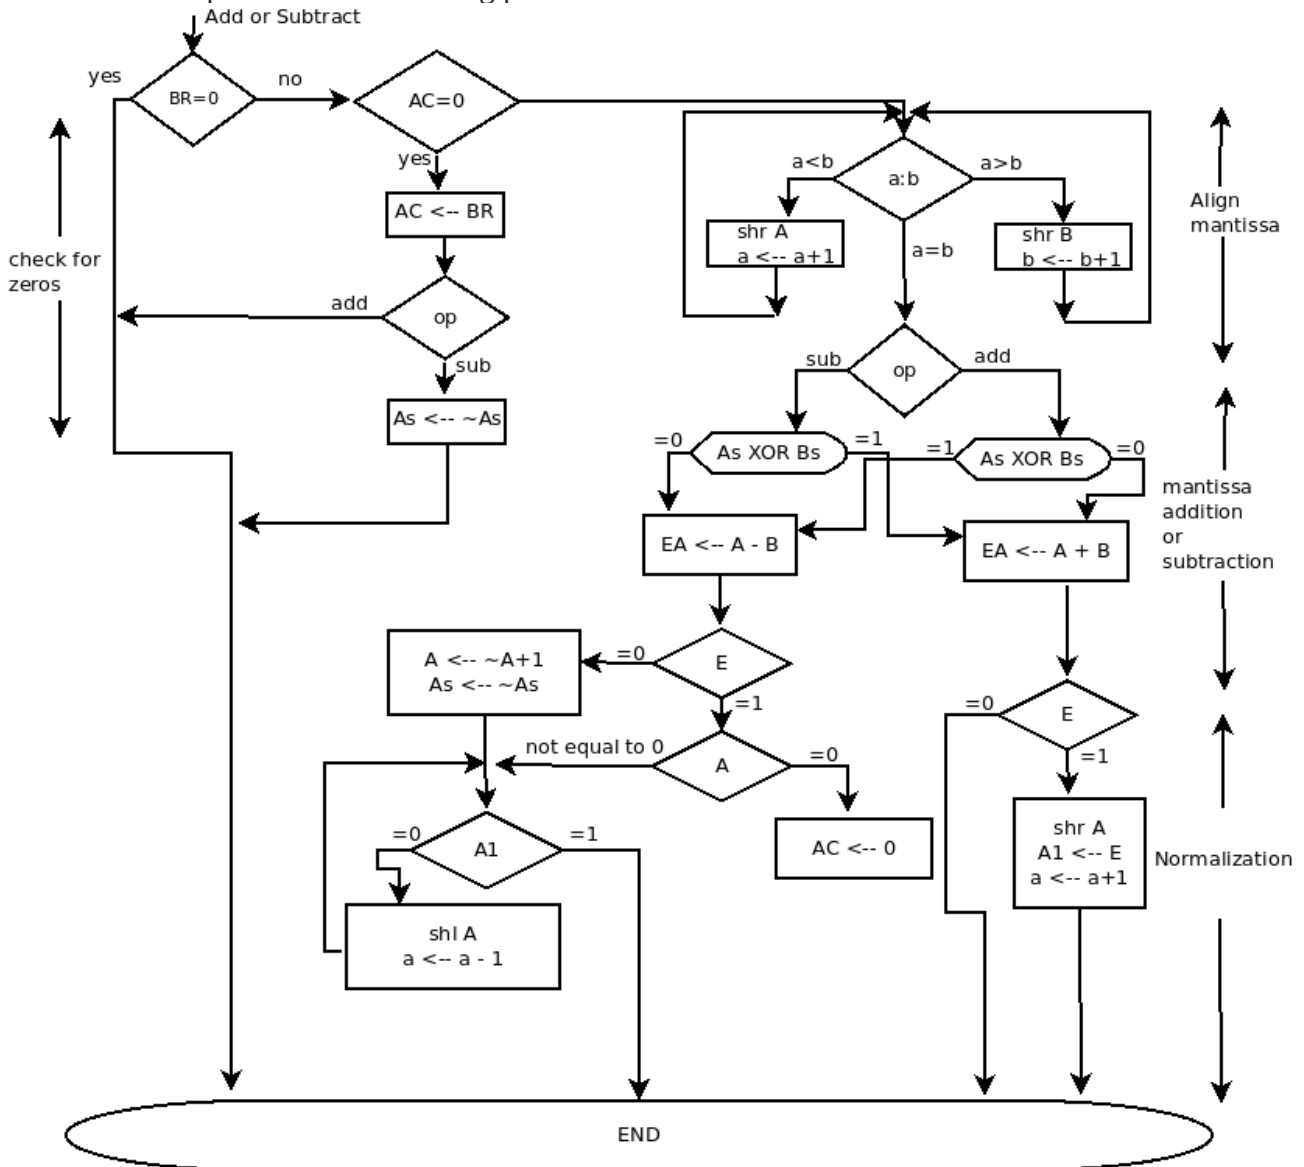 Add or Subtract
yes
BR=0
no
AC=0
yes
AC <-- BR
add
op
sub
As <-- ~As
check for
zeros
a<b
a:b
a>b
shr A
a <-- a+1
a=b
shr B
b <-- b+1
Align
mantissa
sub
op
add
=0
As XOR Bs
=1
=1
As XOR Bs
=0
EA <-- A - B
EA <-- A + B
mantissa
addition
or
subtraction
A <-- ~A+1
As <-- ~As
=0
E
=1
=0
E
=1
not equal to 0
A
=0
AC <-- 0
shr A
A1 <-- E
a <-- a+1
Normalization
=0
A1
=1
shl A
a <-- a - 1
END